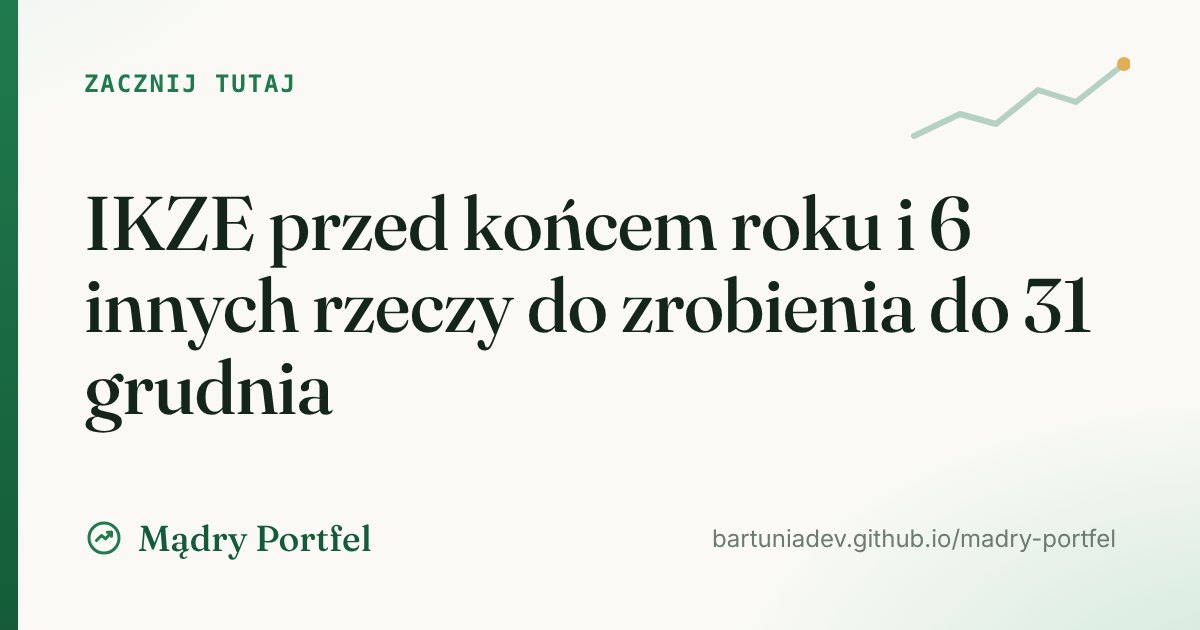 ZACZNIJ TUTAJ
IKZE przed końcem roku i 6
innych rzeczy do zrobienia do 31
grudnia
Mądry Portfel
bartuniadev.github.io/madry-portfel